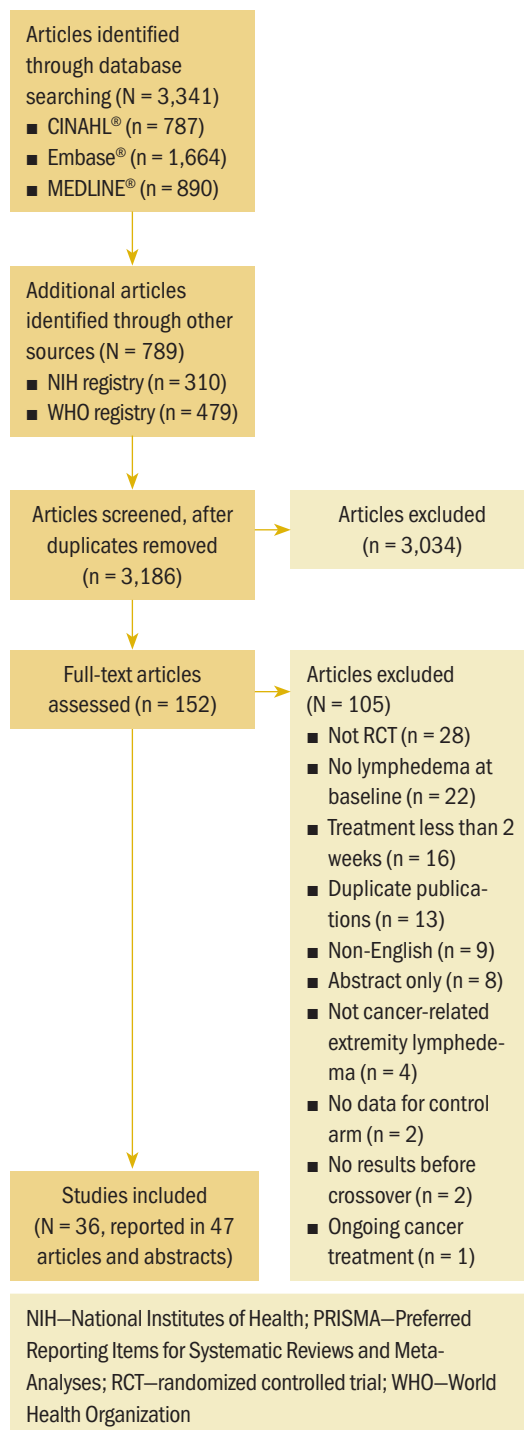 Articles identified
through database
searching (N = 3,341)
■ CINAHL® (n = 787)
■ Embase® (n = 1,664)
■ MEDLINE® (n = 890)
Additional articles
identified through other
sources (N = 789)
■ NIH registry (n = 310)
■ WHO registry (n = 479)
Articles screened, after
duplicates removed
(n = 3,186)
Articles excluded
(n = 3,034)
Full-text articles
assessed (n = 152)
Articles excluded
(N = 105)
■ Not RCT (n = 28)
■ No lymphedema at
baseline (n = 22)
■ Treatment less than 2
weeks (n = 16)
■ Duplicate publica-
tions (n = 13)
■ Non-English (n = 9)
■ Abstract only (n = 8)
■ Not cancer-related
extremity lymphede-
ma (n = 4)
■ No data for control
arm (n = 2)
■ No results before
crossover (n = 2)
■ Ongoing cancer
treatment (n = 1)
Studies included
(N = 36, reported in 47
articles and abstracts)
NIH—National Institutes of Health; PRISMA—Preferred
Reporting Items for Systematic Reviews and Meta-
Analyses; RCT—randomized controlled trial; WHO—World
Health Organization